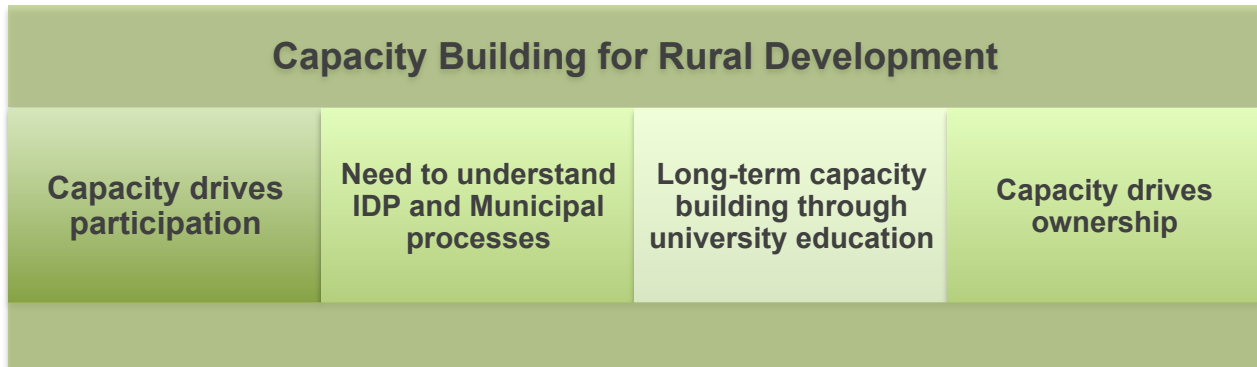 Capacity Building for Rural Development
Capacity drives
participation
Need to understand
IDP and Municipal
processes
Long-term capacity
building through
university education
Capacity drives
ownership